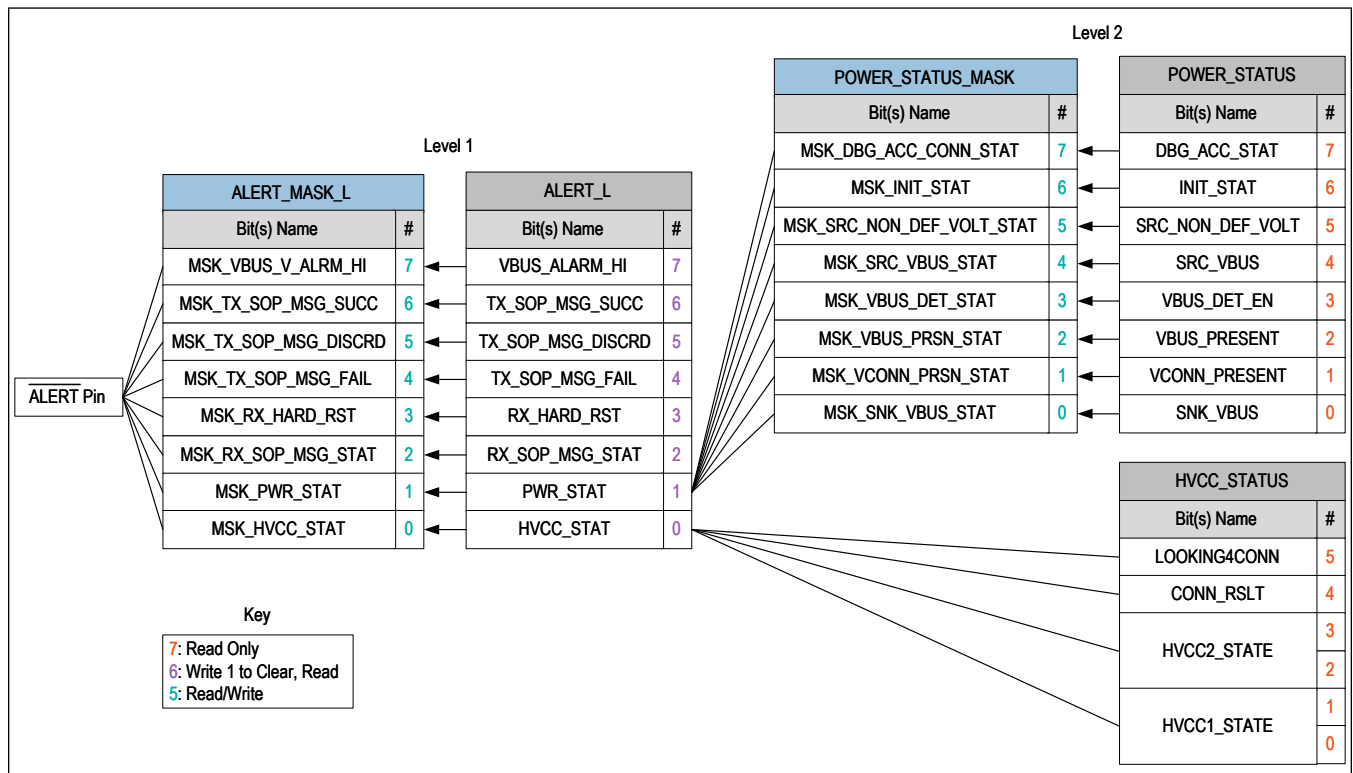 Level 2
POWER_STATUS_MASK
Bit(s) Name #
MSK_DBG_ACC_CONN_STAT 7
MSK_INIT_STAT 6
MSK_SRC_NON_DEF_VOLT_STAT 5
MSK_SRC_VBUS_STAT 4
MSK_VBUS_DET_STAT 3
MSK_VBUS_PRSN_STAT 2
MSK_VCONN_PRSN_STAT 1
MSK_SNK_VBUS_STAT 0
POWER_STATUS
Bit(s) Name #
DBG_ACC_STAT 7
INIT_STAT 6
SRC_NON_DEF_VOLT 5
SRC_VBUS 4
VBUS_DET_EN 3
VBUS_PRESENT 2
VCONN_PRESENT 1
SNK_VBUS 0
Level 1
ALERT_MASK_L
Bit(s) Name #
MSK_VBUS_V_ALRM_HI 7
MSK_TX_SOP_MSG_SUCC 6
MSK_TX_SOP_MSG_DISCRD 5
MSK_TX_SOP_MSG_FAIL 4
MSK_RX_HARD_RST 3
MSK_RX_SOP_MSG_STAT 2
MSK_PWR_STAT 1
MSK_HVCC_STAT 0
ALERT_L
Bit(s) Name #
VBUS_ALARM_HI 7
TX_SOP_MSG_SUCC 6
TX_SOP_MSG_DISCRD 5
TX_SOP_MSG_FAIL 4
RX_HARD_RST 3
RX_SOP_MSG_STAT 2
PWR_STAT 1
HVCC_STAT 0
ALERT Pin
HVCC_STATUS
Bit(s) Name #
LOOKING4CONN 5
CONN_RSLT 4
HVCC2_STATE 3
2
HVCC1_STATE 1
0
Key
7: Read Only
6: Write 1 to Clear, Read
5: Read/Write